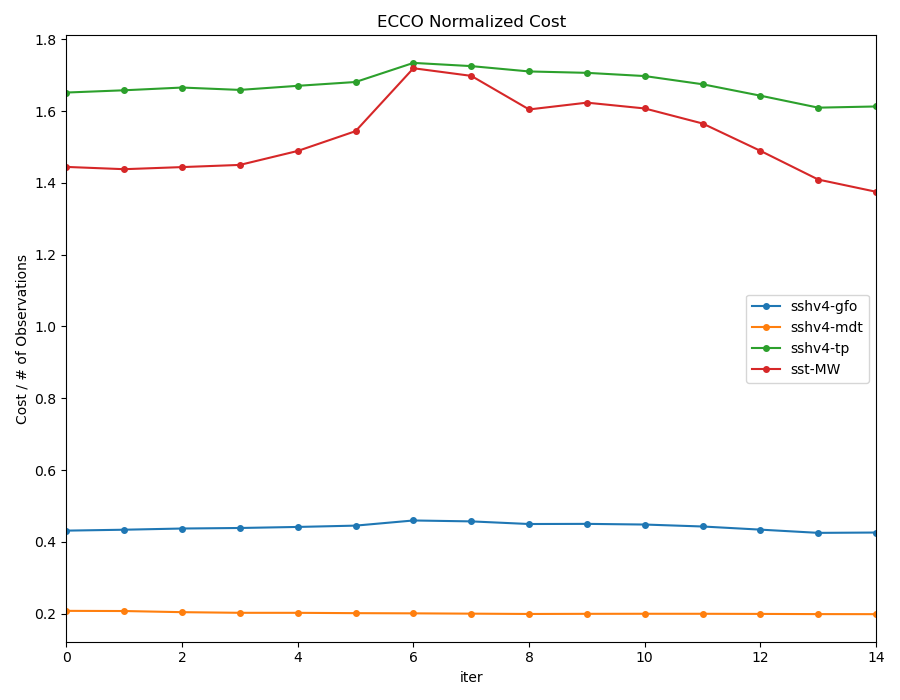 ECCO Normalized Cost
Cost / # of Observations
1.8
1.6
1.4
1.2
1.0
0.8
0.6
0.4
0.2
sshv4-gfo
sshv4-mdt
sshv4-tp
sst-MW
0 2 4 6 8 10 12 14
iter